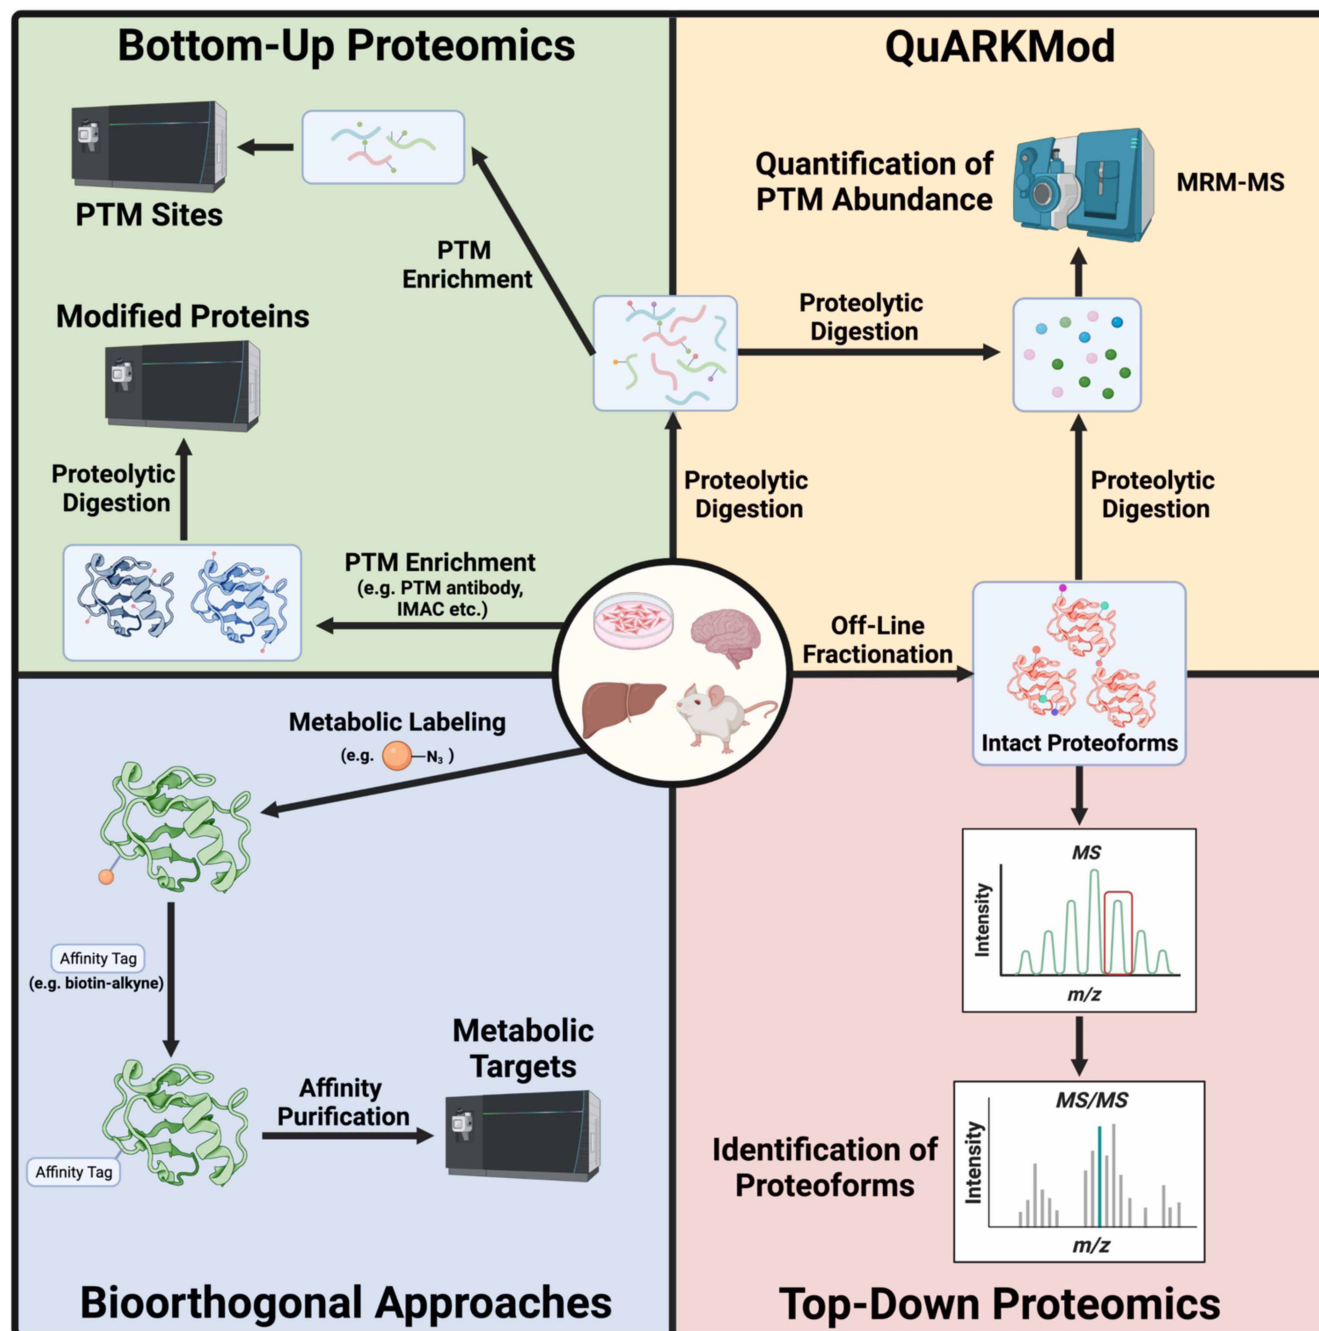 Bottom-Up Proteomics
PTM Sites
PTM
Enrichment
Modified Proteins
Proteolytic
Digestion
PTM Enrichment
(e.g. PTM antibody,
IMAC etc.)
QuARKMod
Quantification of
PTM Abundance
MRM-MS
Proteolytic
Digestion
Proteolytic
Digestion
Proteolytic
Digestion
Off-Line
Fractionation
Intact Proteoforms
Metabolic Labeling
(e.g. N₃ )
Affinity Tag
(e.g. biotin-alkyne)
Affinity Tag
Affinity
Purification
Metabolic
Targets
Bioorthogonal Approaches
MS
Intensity
m/z
MS/MS
Intensity
m/z
Identification of
Proteoforms
Top-Down Proteomics